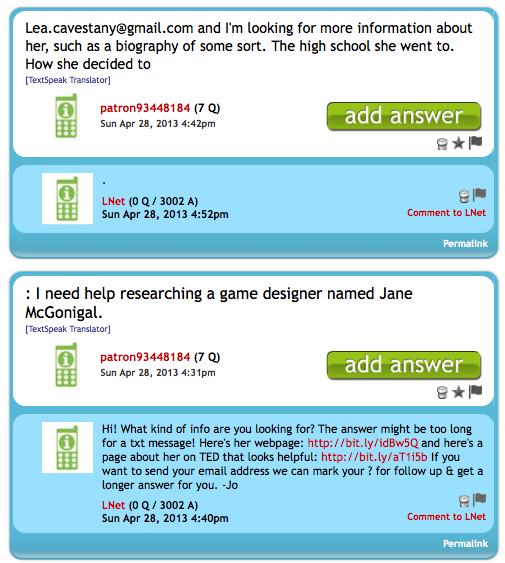 Lea.cavestany@gmail.com and I'm looking for more information about
her, such as a biography of some sort. The high school she went to.
How she decided to
[TextSpeak Translator]
patron93448184 (7 Q)
Sun Apr 28, 2013 4:42pm
add answer
.
LNet (0 Q / 3002 A)
Sun Apr 28, 2013 4:52pm
Comment to LNet
Permalink
: I need help researching a game designer named Jane
McGonigal.
[TextSpeak Translator]
patron93448184 (7 Q)
Sun Apr 28, 2013 4:31pm
add answer
Hi! What kind of info are you looking for? The answer might be too long
for a txt message! Here's her webpage: http://bit.ly/idBw5Q and here's a
page about her on TED that looks helpful: http://bit.ly/aT1i5b If you
want to send your email address we can mark your ? for follow up & get a
longer answer for you. -Jo
LNet (0 Q / 3002 A)
Sun Apr 28, 2013 4:40pm
Comment to LNet
Permalink